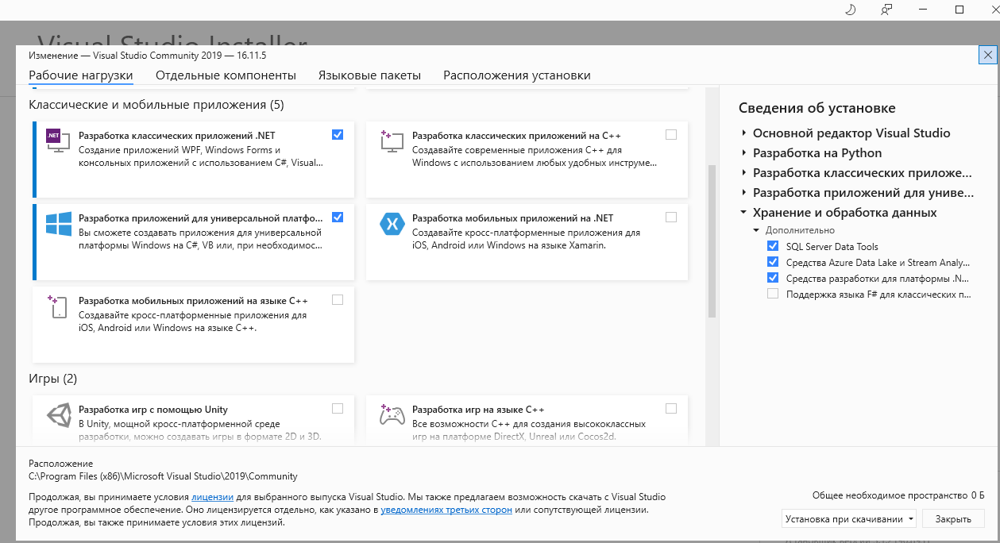 Visual Studio Installer
Изменение — Visual Studio Community 2019 — 16.11.5
Рабочие нагрузки
Отдельные компоненты
Языковые пакеты
Расположения установки
Классические и мобильные приложения (5)
.NET
Разработка классических приложений .NET
Создание приложений WPF, Windows Forms и
консольных приложений с использованием C#, Visual...
Разработка классических приложений на C++
Создавайте современные приложения C++ для
Windows с использованием любых удобных инструме...
Разработка приложений для универсальной платфо...
Вы сможете создавать приложения для универсальной
платформы Windows на C#, VB или, при необходимос...
Разработка мобильных приложений на .NET
Создавайте кросс-платформенные приложения для
iOS, Android или Windows на языке Xamarin.
Разработка мобильных приложений на языке C++
Создавайте кросс-платформенные приложения для
iOS, Android или Windows на языке C++.
Игры (2)
Разработка игр с помощью Unity
В Unity, мощной кросс-платформенной среде
разработки, можно создавать игры в формате 2D и 3D.
Разработка игр на языке C++
Все возможности C++ для создания высококлассных
игр на платформе DirectX, Unreal или Cocos2d.
Сведения об установке
Основной редактор Visual Studio
Разработка на Python
Разработка классических приложе...
Разработка приложений для униве...
Хранение и обработка данных
Дополнительно
SQL Server Data Tools
Средства Azure Data Lake и Stream Analy...
Средства разработки для платформы .N...
Поддержка языка F# для классических п...
Расположение
C:\Program Files (x86)\Microsoft Visual Studio\2019\Community
Продолжая, вы принимаете условия лицензии для выбранного выпуска Visual Studio. Мы также предлагаем возможность скачать с Visual Studio
другое программное обеспечение. Оно лицензируется отдельно, как указано в уведомлениях третьих сторон или сопутствующей лицензии.
Продолжая, вы также принимаете условия этих лицензий.
Общее необходимое пространство 0 Б
Установка при скачивании
Закрыть